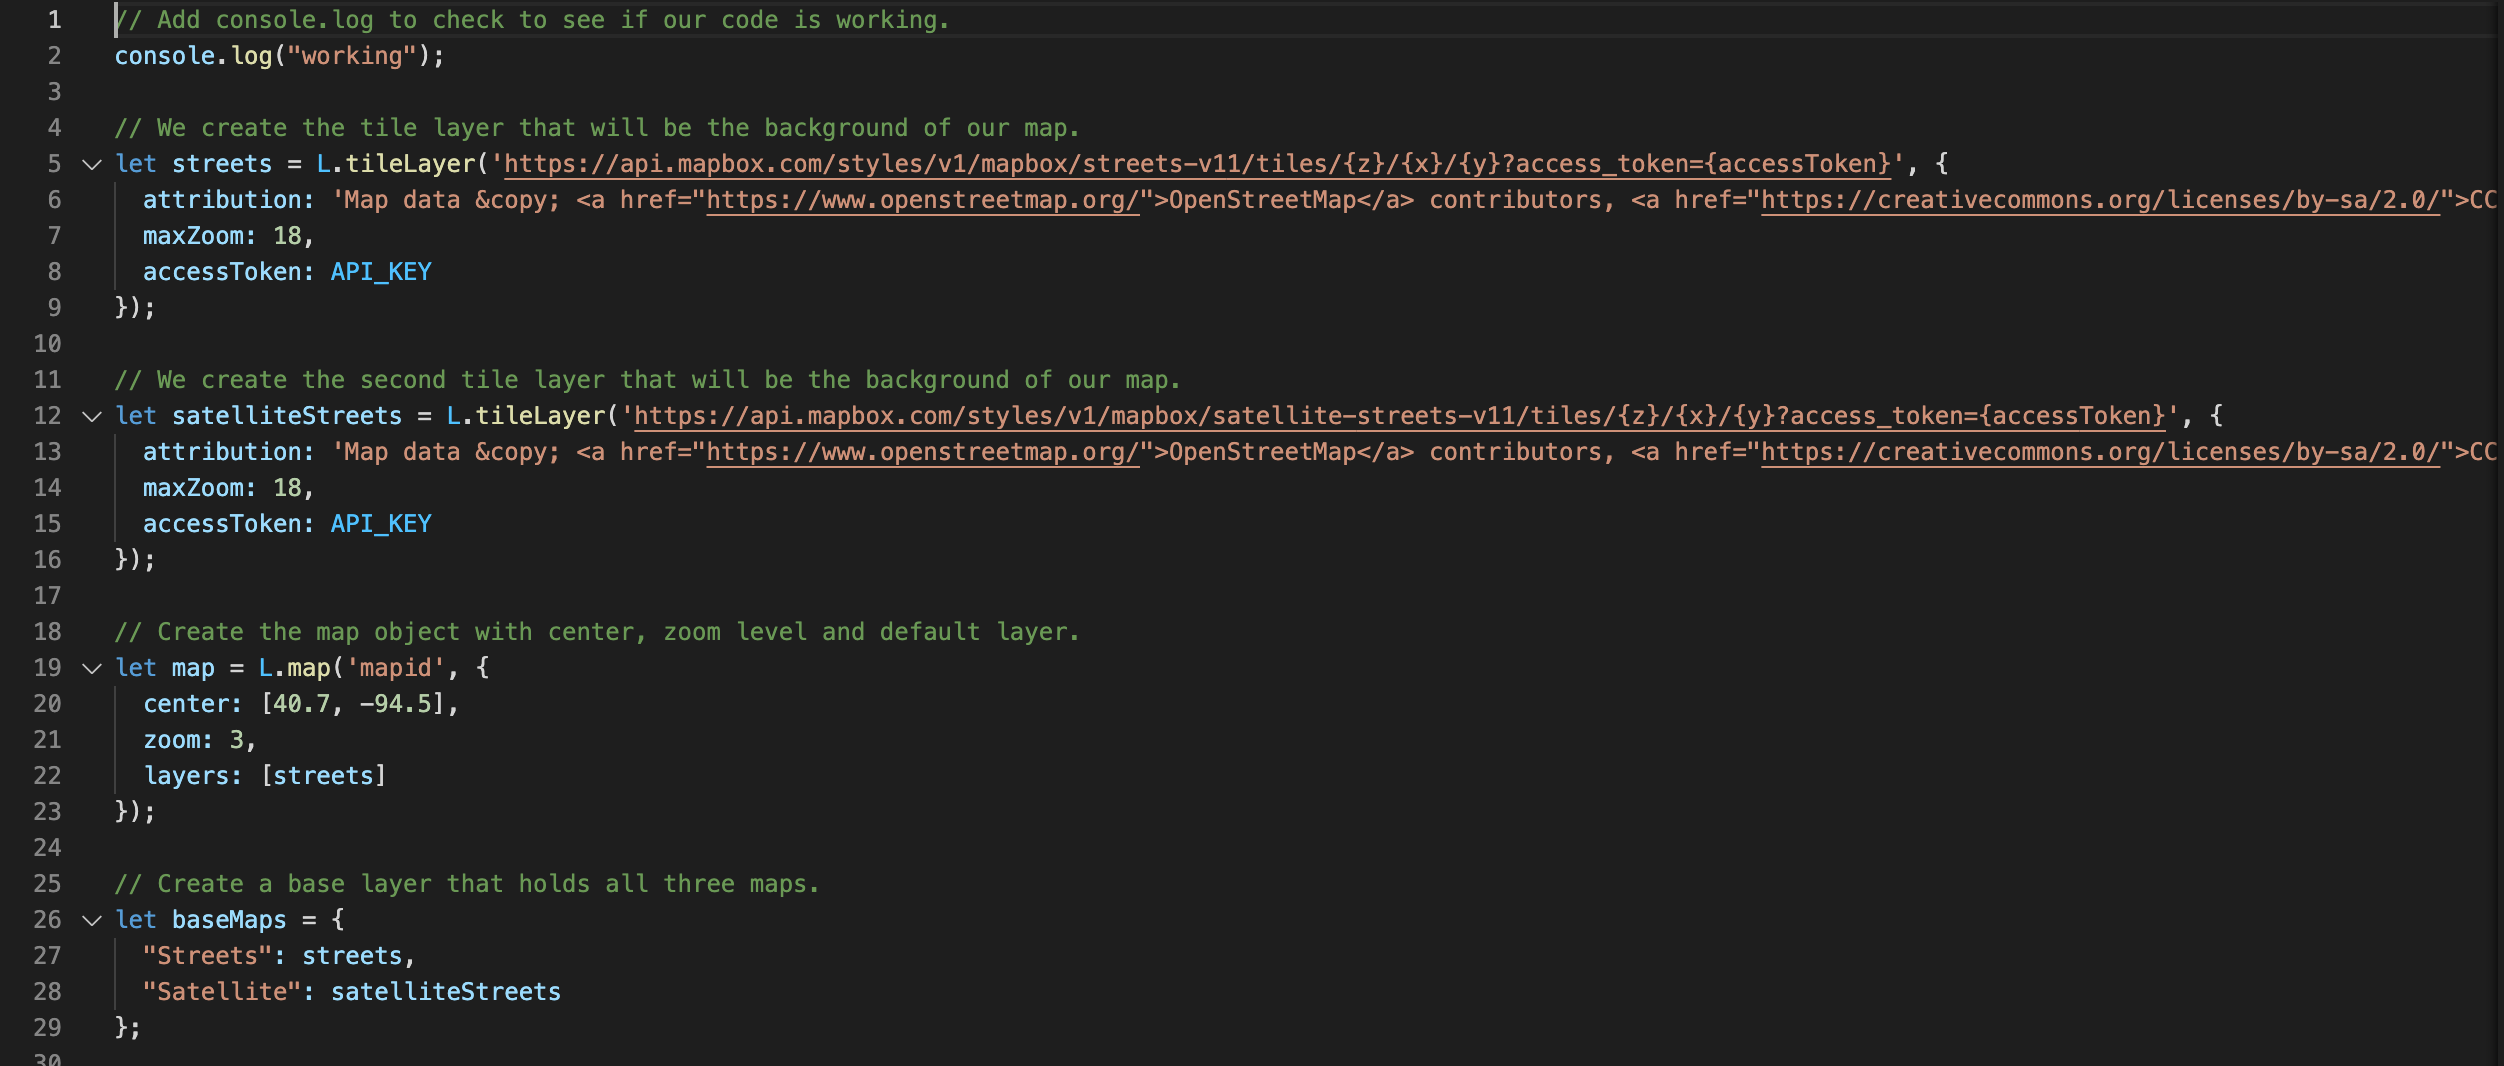 1 // Add console.log to check to see if our code is working.
2 console.log("working");
3
4 // We create the tile layer that will be the background of our map.
5 let streets = L.tileLayer('https://api.mapbox.com/styles/v1/mapbox/streets-v11/tiles/{z}/{x}/{y}?access_token={accessToken}', {
6 attribution: 'Map data &copy; <a href="https://www.openstreetmap.org/">OpenStreetMap</a> contributors, <a href="https://creativecommons.org/licenses/by-sa/2.0/">CC
7 maxZoom: 18,
8 accessToken: API_KEY
9 });
10
11 // We create the second tile layer that will be the background of our map.
12 let satelliteStreets = L.tileLayer('https://api.mapbox.com/styles/v1/mapbox/satellite-streets-v11/tiles/{z}/{x}/{y}?access_token={accessToken}', {
13 attribution: 'Map data &copy; <a href="https://www.openstreetmap.org/">OpenStreetMap</a> contributors, <a href="https://creativecommons.org/licenses/by-sa/2.0/">CC
14 maxZoom: 18,
15 accessToken: API_KEY
16 });
17
18 // Create the map object with center, zoom level and default layer.
19 let map = L.map('mapid', {
20 center: [40.7, -94.5],
21 zoom: 3,
22 layers: [streets]
23 });
24
25 // Create a base layer that holds all three maps.
26 let baseMaps = {
27 "Streets": streets,
28 "Satellite": satelliteStreets
29 };
30